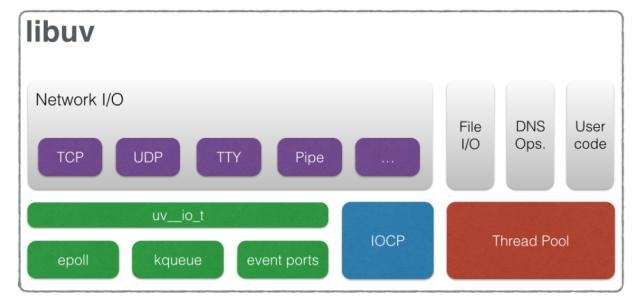 libuv
Network I/O
TCP
UDP
TTY
Pipe
...
File
I/O
DNS
Ops.
User
code
uv__io_t
epoll
kqueue
event ports
IOCP
Thread Pool